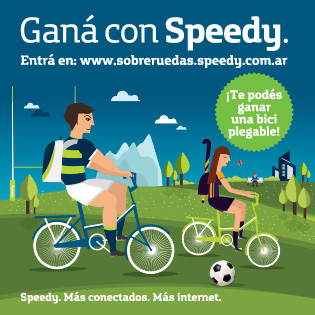 Ganá con Speedy.
Entrá en: www.sobreruedas.speedy.com.ar
¡Te podés
ganar
una bici
plegable!
Speedy. Más conectados. Más internet.